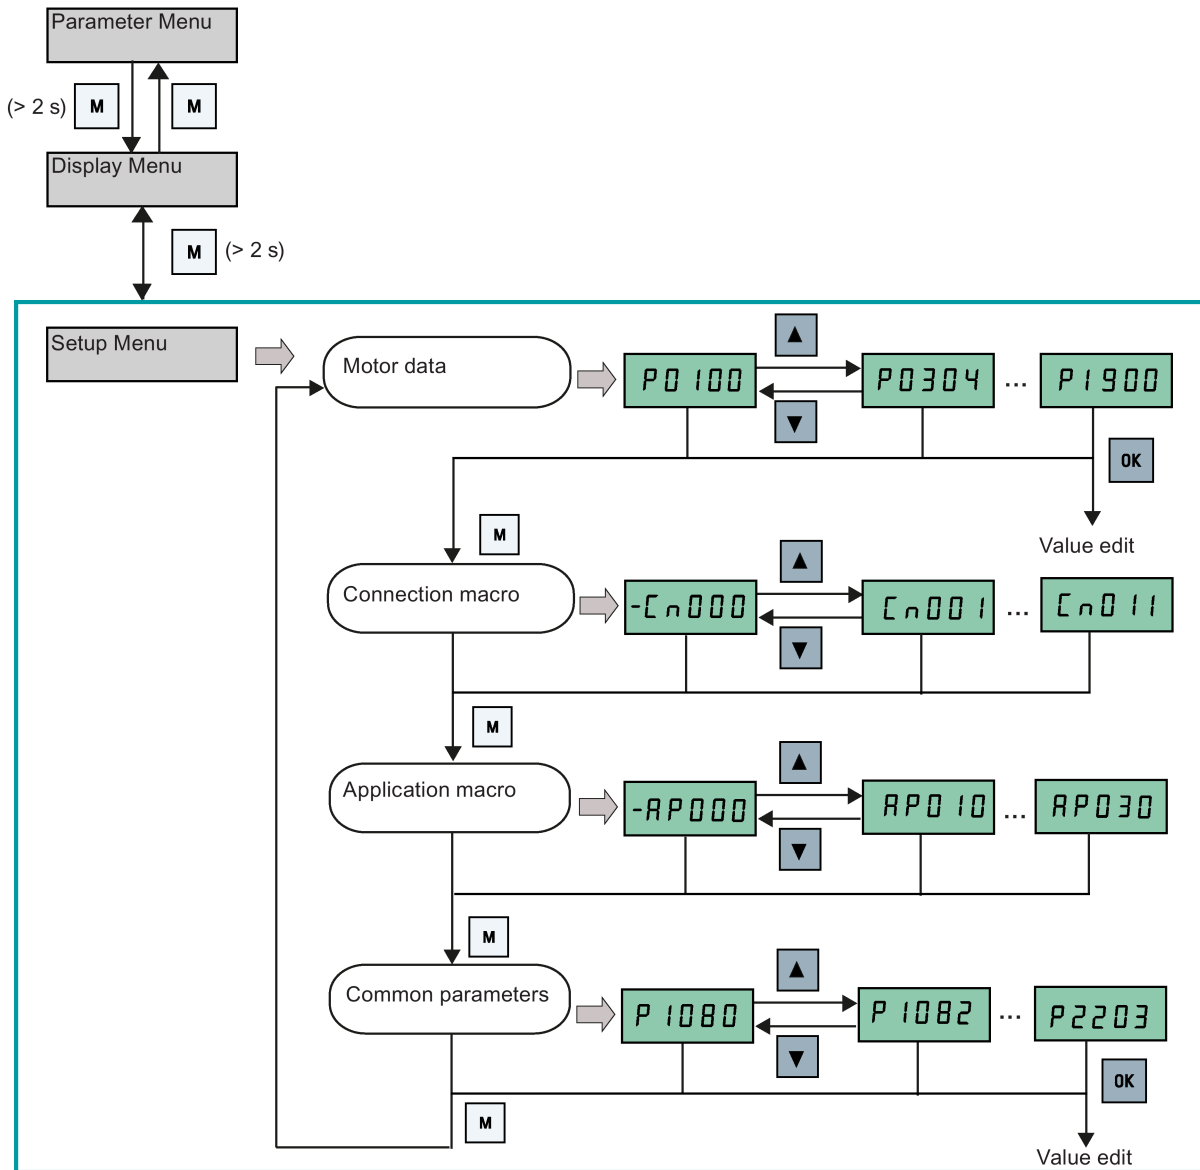 Parameter Menu
(> 2 s) M M
Display Menu
M (> 2 s)
Setup Menu
Motor data
▲
P0100 P0304 ... P1900
▼
OK
Value edit
M
Connection macro
▲
-Cn000 Cn001 ... Cn011
▼
M
Application macro
▲
-AP000 AP010 ... AP030
▼
M
Common parameters
▲
P1080 P1082 ... P2203
▼
OK
M
Value edit